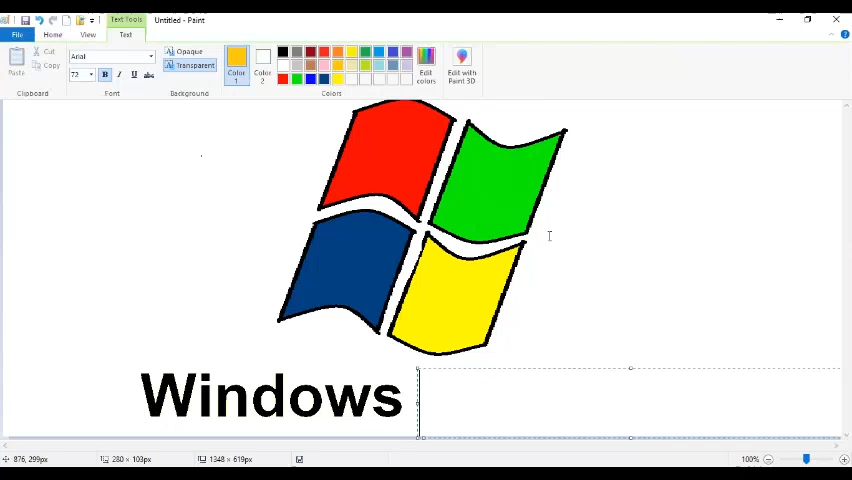 Text Tools
Untitled - Paint
File
Home
View
Text
Paste
Cut
Copy
Clipboard
Arial
72
B
I
U
abc
Font
Opaque
Transparent
Background
Color
1
Color
2
Colors
Edit
colors
Edit with
Paint 3D
Windows
876, 299px
280 × 103px
1348 × 619px
100%